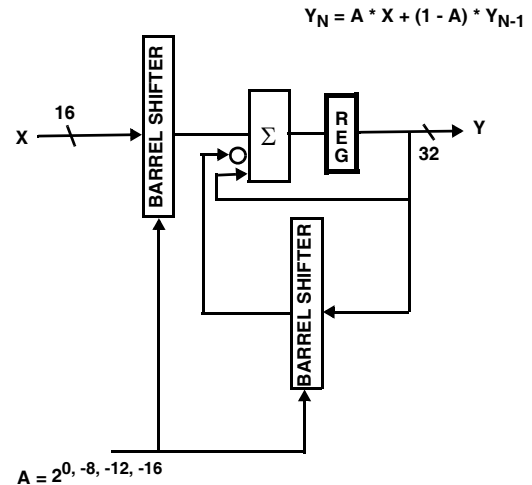 Y_N = A * X + (1 - A) * Y_N-1
BARREL SHIFTER
16
X
Σ
REG
Y
32
BARREL SHIFTER
A = 2^0, -8, -12, -16